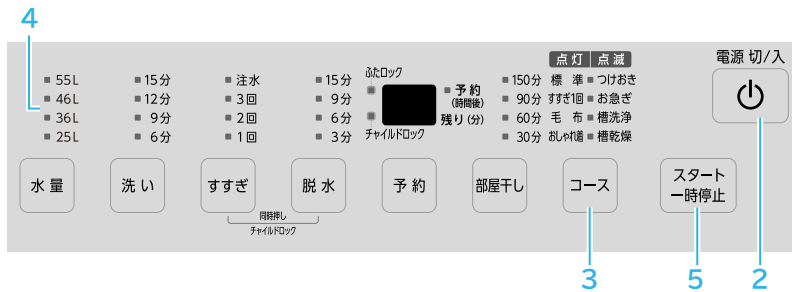 4
電源 切/入
55L
46L
36L
25L
15分
12分
9分
6分
注水
3回
2回
1回
15分
9分
6分
3分
ふたロック
チャイルドロック
予約
(時間後)
残り(分)
150分
90分
60分
30分
点灯 点滅
標準 つけおき
すすぎ1回 お急ぎ
毛布 槽洗浄
おしゃれ着 槽乾燥
水量
洗い
すすぎ
脱水
予約
部屋干し
コース
スタート
一時停止
同時押し
チャイルドロック
3
5
2